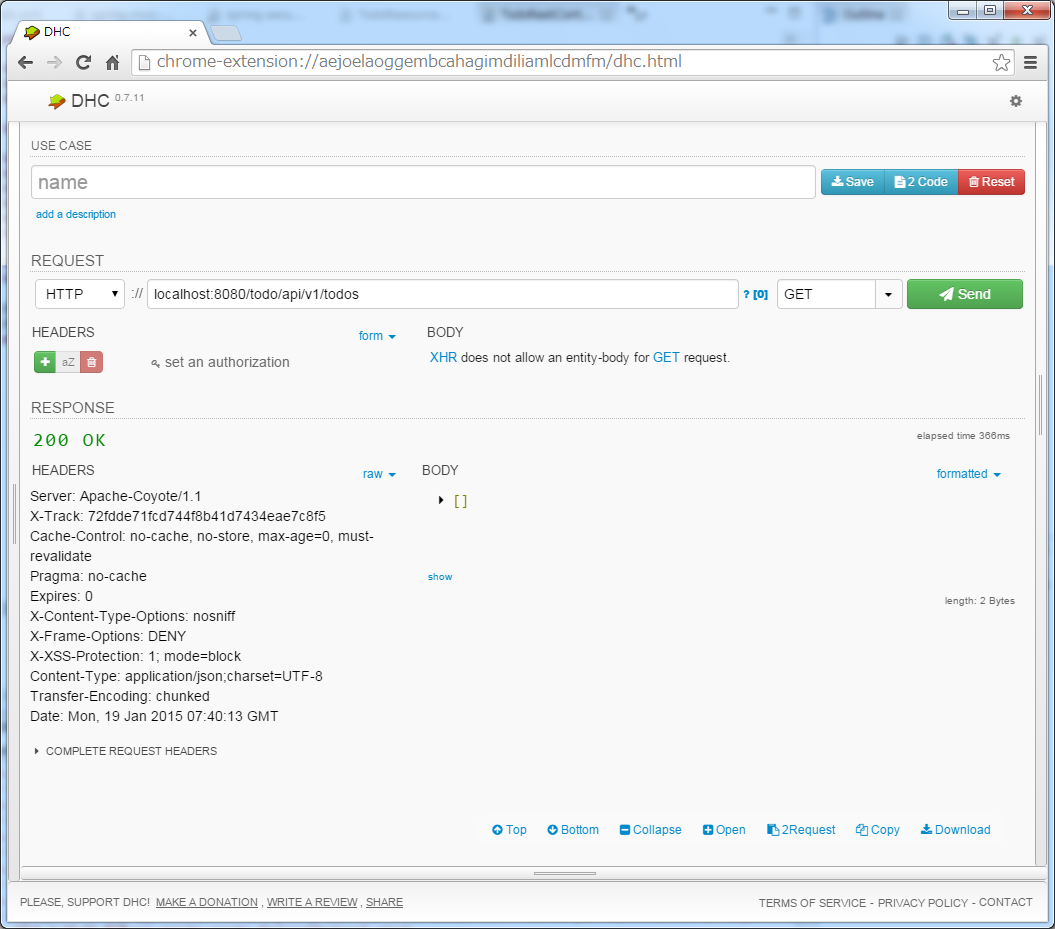 DHC
chrome-extension://aejoelaoggembcahagimdiliamlcdmfm/dhc.html
DHC 0.7.11
USE CASE
name
Save 2 Code Reset
add a description
REQUEST
HTTP :// localhost:8080/todo/api/v1/todos ? [0] GET Send
HEADERS form BODY
aZ set an authorization XHR does not allow an entity-body for GET request.
RESPONSE
200 OK elapsed time 366ms
HEADERS raw BODY formatted
Server: Apache-Coyote/1.1 []
X-Track: 72fdde71fcd744f8b41d7434eae7c8f5
Cache-Control: no-cache, no-store, max-age=0, must-
revalidate
Pragma: no-cache show
Expires: 0 length: 2 Bytes
X-Content-Type-Options: nosniff
X-Frame-Options: DENY
X-XSS-Protection: 1; mode=block
Content-Type: application/json;charset=UTF-8
Transfer-Encoding: chunked
Date: Mon, 19 Jan 2015 07:40:13 GMT
COMPLETE REQUEST HEADERS
Top Bottom Collapse Open 2Request Copy Download
PLEASE, SUPPORT DHC! MAKE A DONATION , WRITE A REVIEW , SHARE TERMS OF SERVICE - PRIVACY POLICY - CONTACT